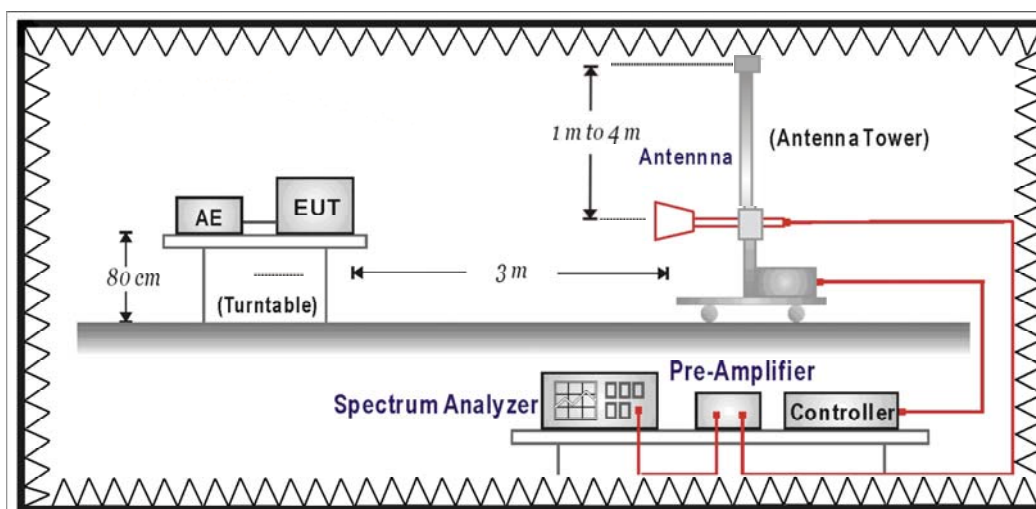 1 m to 4 m
Antennna
(Antenna Tower)
AE
EUT
80 cm
(Turntable)
3 m
Pre-Amplifier
Spectrum Analyzer
Controller